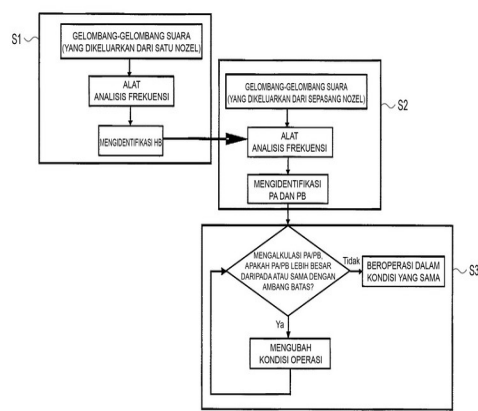 S1
GELOMBANG-GELOMBANG SUARA
(YANG DIKELUARKAN DARI SATU NOZEL)
ALAT
ANALISIS FREKUENSI
MENGIDENTIFIKASI HB
S2
GELOMBANG-GELOMBANG SUARA
(YANG DIKELUARKAN DARI SEPASANG NOZEL)
ALAT
ANALISIS FREKUENSI
MENGIDENTIFIKASI
PA DAN PB
S3
MENGALKULASI PA/PB,
APAKAH PA/PB LEBIH BESAR
DARIPADA ATAU SAMA DENGAN
AMBANG BATAS?
Tidak
BEROPERASI DALAM
KONDISI YANG SAMA
Ya
MENGUBAH
KONDISI OPERASI